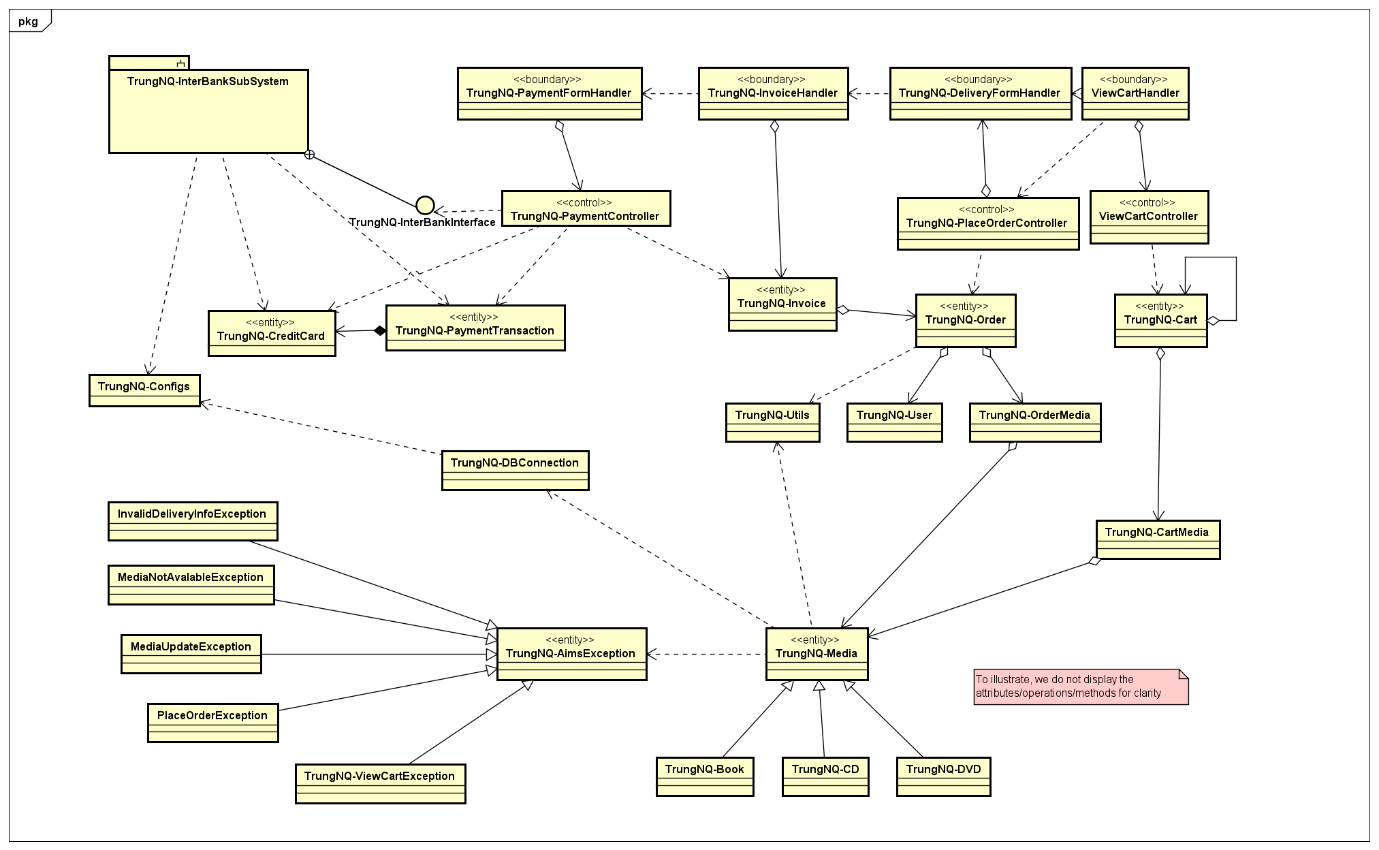 pkg
TrungNQ-InterBankSubSystem
<<boundary>>
TrungNQ-PaymentFormHandler
<<boundary>>
TrungNQ-InvoiceHandler
<<boundary>>
TrungNQ-DeliveryFormHandler
<<boundary>>
ViewCartHandler
TrungNQ-InterBankInterface
<<control>>
TrungNQ-PaymentController
<<control>>
TrungNQ-PlaceOrderController
<<control>>
ViewCartController
<<entity>>
TrungNQ-CreditCard
<<entity>>
TrungNQ-PaymentTransaction
<<entity>>
TrungNQ-Invoice
<<entity>>
TrungNQ-Order
<<entity>>
TrungNQ-Cart
TrungNQ-Configs
TrungNQ-Utils
TrungNQ-User
TrungNQ-OrderMedia
TrungNQ-DBConnection
InvalidDeliveryInfoException
TrungNQ-CartMedia
MediaNotAvalableException
MediaUpdateException
<<entity>>
TrungNQ-AimsException
<<entity>>
TrungNQ-Media
To illustrate, we do not display the
attributes/operations/methods for clarity
PlaceOrderException
TrungNQ-ViewCartException
TrungNQ-Book
TrungNQ-CD
TrungNQ-DVD